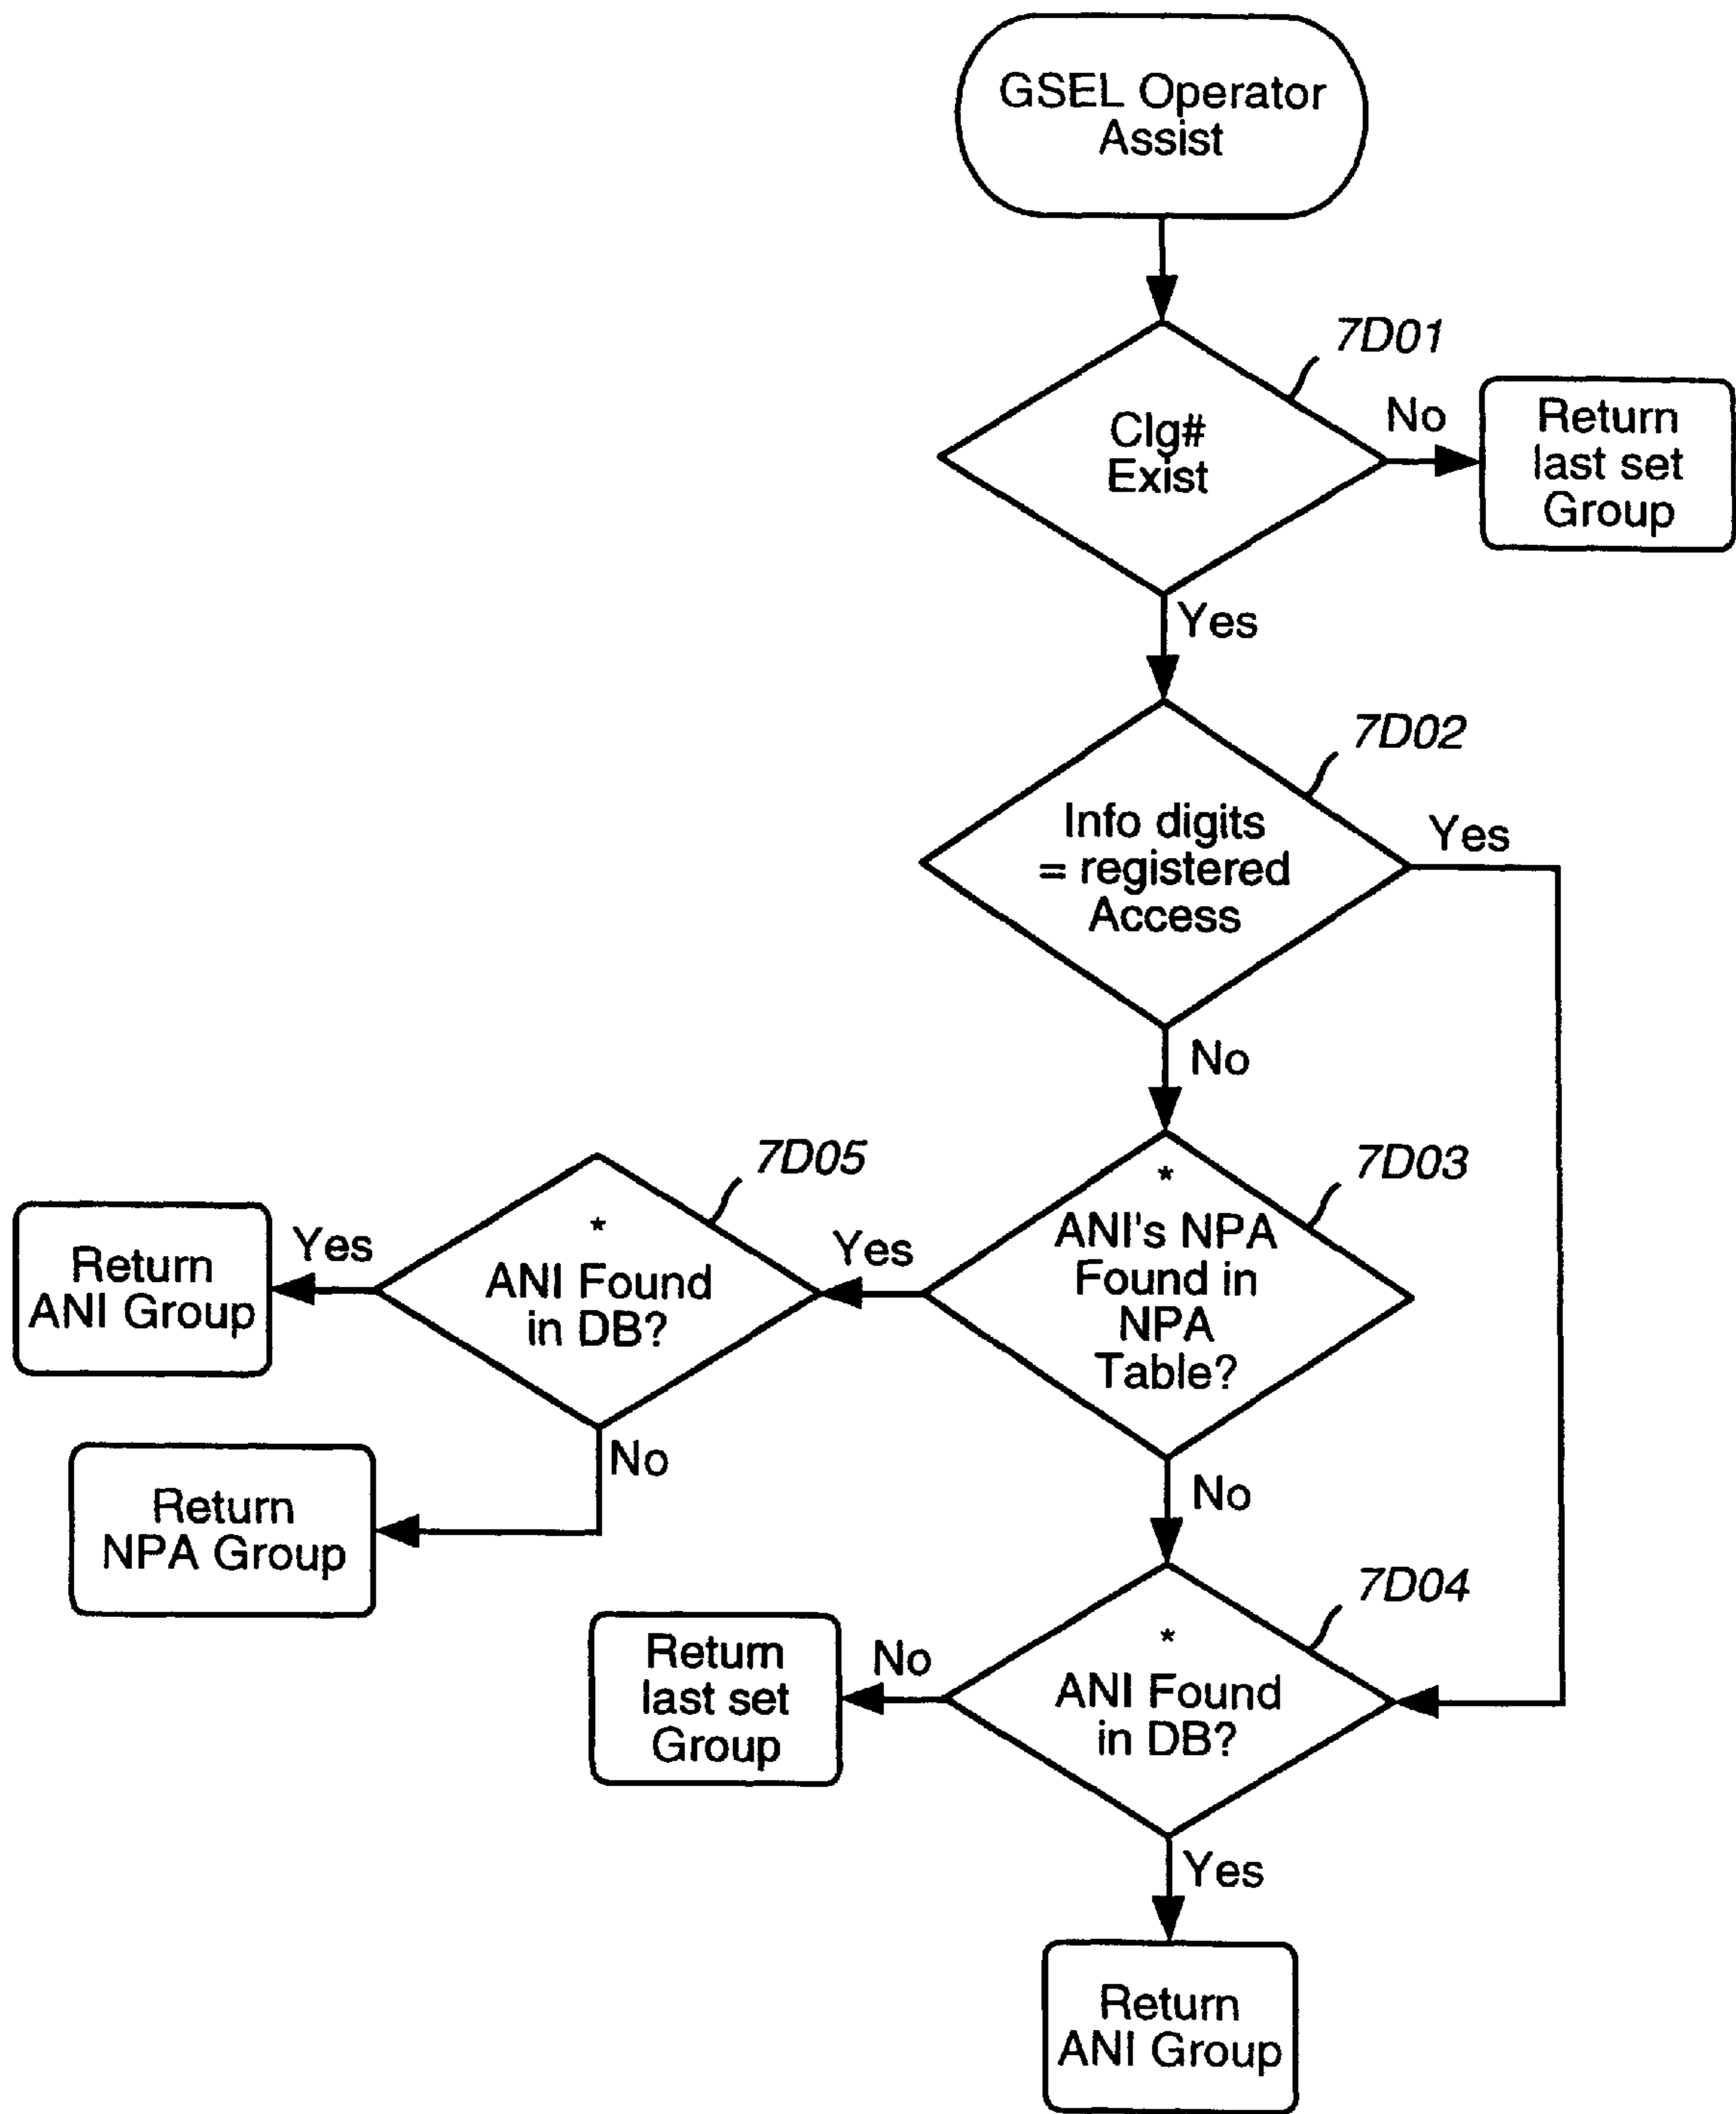 GSEL Operator
Assist
7D01
Clg#
Exist
No
Return
last set
Group
Yes
7D02
Info digits
= registered
Access
Yes
No
7D05
7D03
*
ANI Found
in DB?
Yes
Return
ANI Group
Yes
*
ANI's NPA
Found in
NPA
Table?
No
Return
NPA Group
No
7D04
Return
last set
Group
No
*
ANI Found
in DB?
Yes
Return
ANI Group